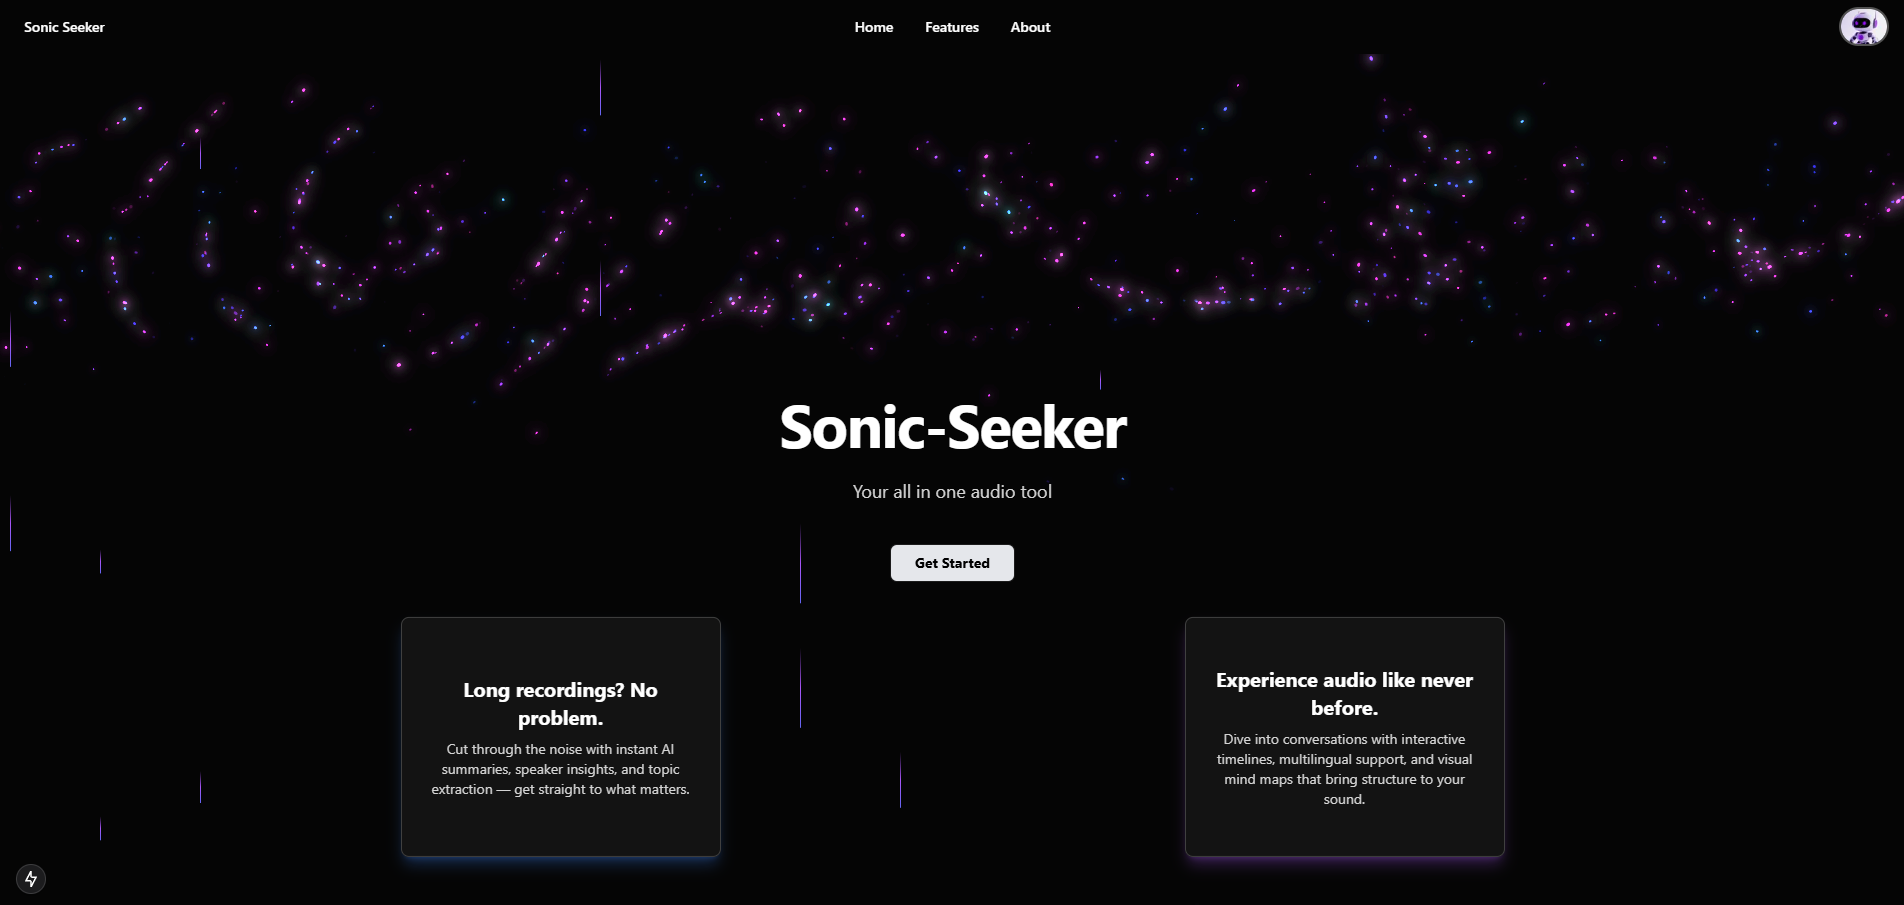 Sonic Seeker
Home Features About
Sonic-Seeker
Your all in one audio tool
Get Started
Long recordings? No
problem.
Cut through the noise with instant AI
summaries, speaker insights, and topic
extraction — get straight to what matters.
Experience audio like never
before.
Dive into conversations with interactive
timelines, multilingual support, and visual
mind maps that bring structure to your
sound.